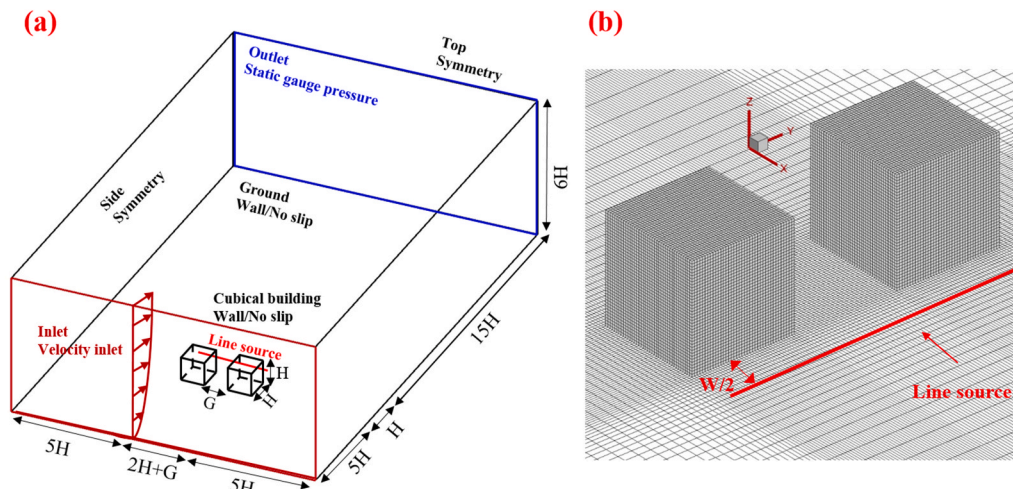 (a)
Outlet
Static gauge pressure
Top
Symmetry
6H
Side
Symmetry
Ground
Wall/No slip
Cubical building
Wall/No slip
Inlet
Velocity inlet
Line source
H
G
H
15H
H
5H
5H
2H+G
5H
(b)
Z
Y
X
W/2
Line source